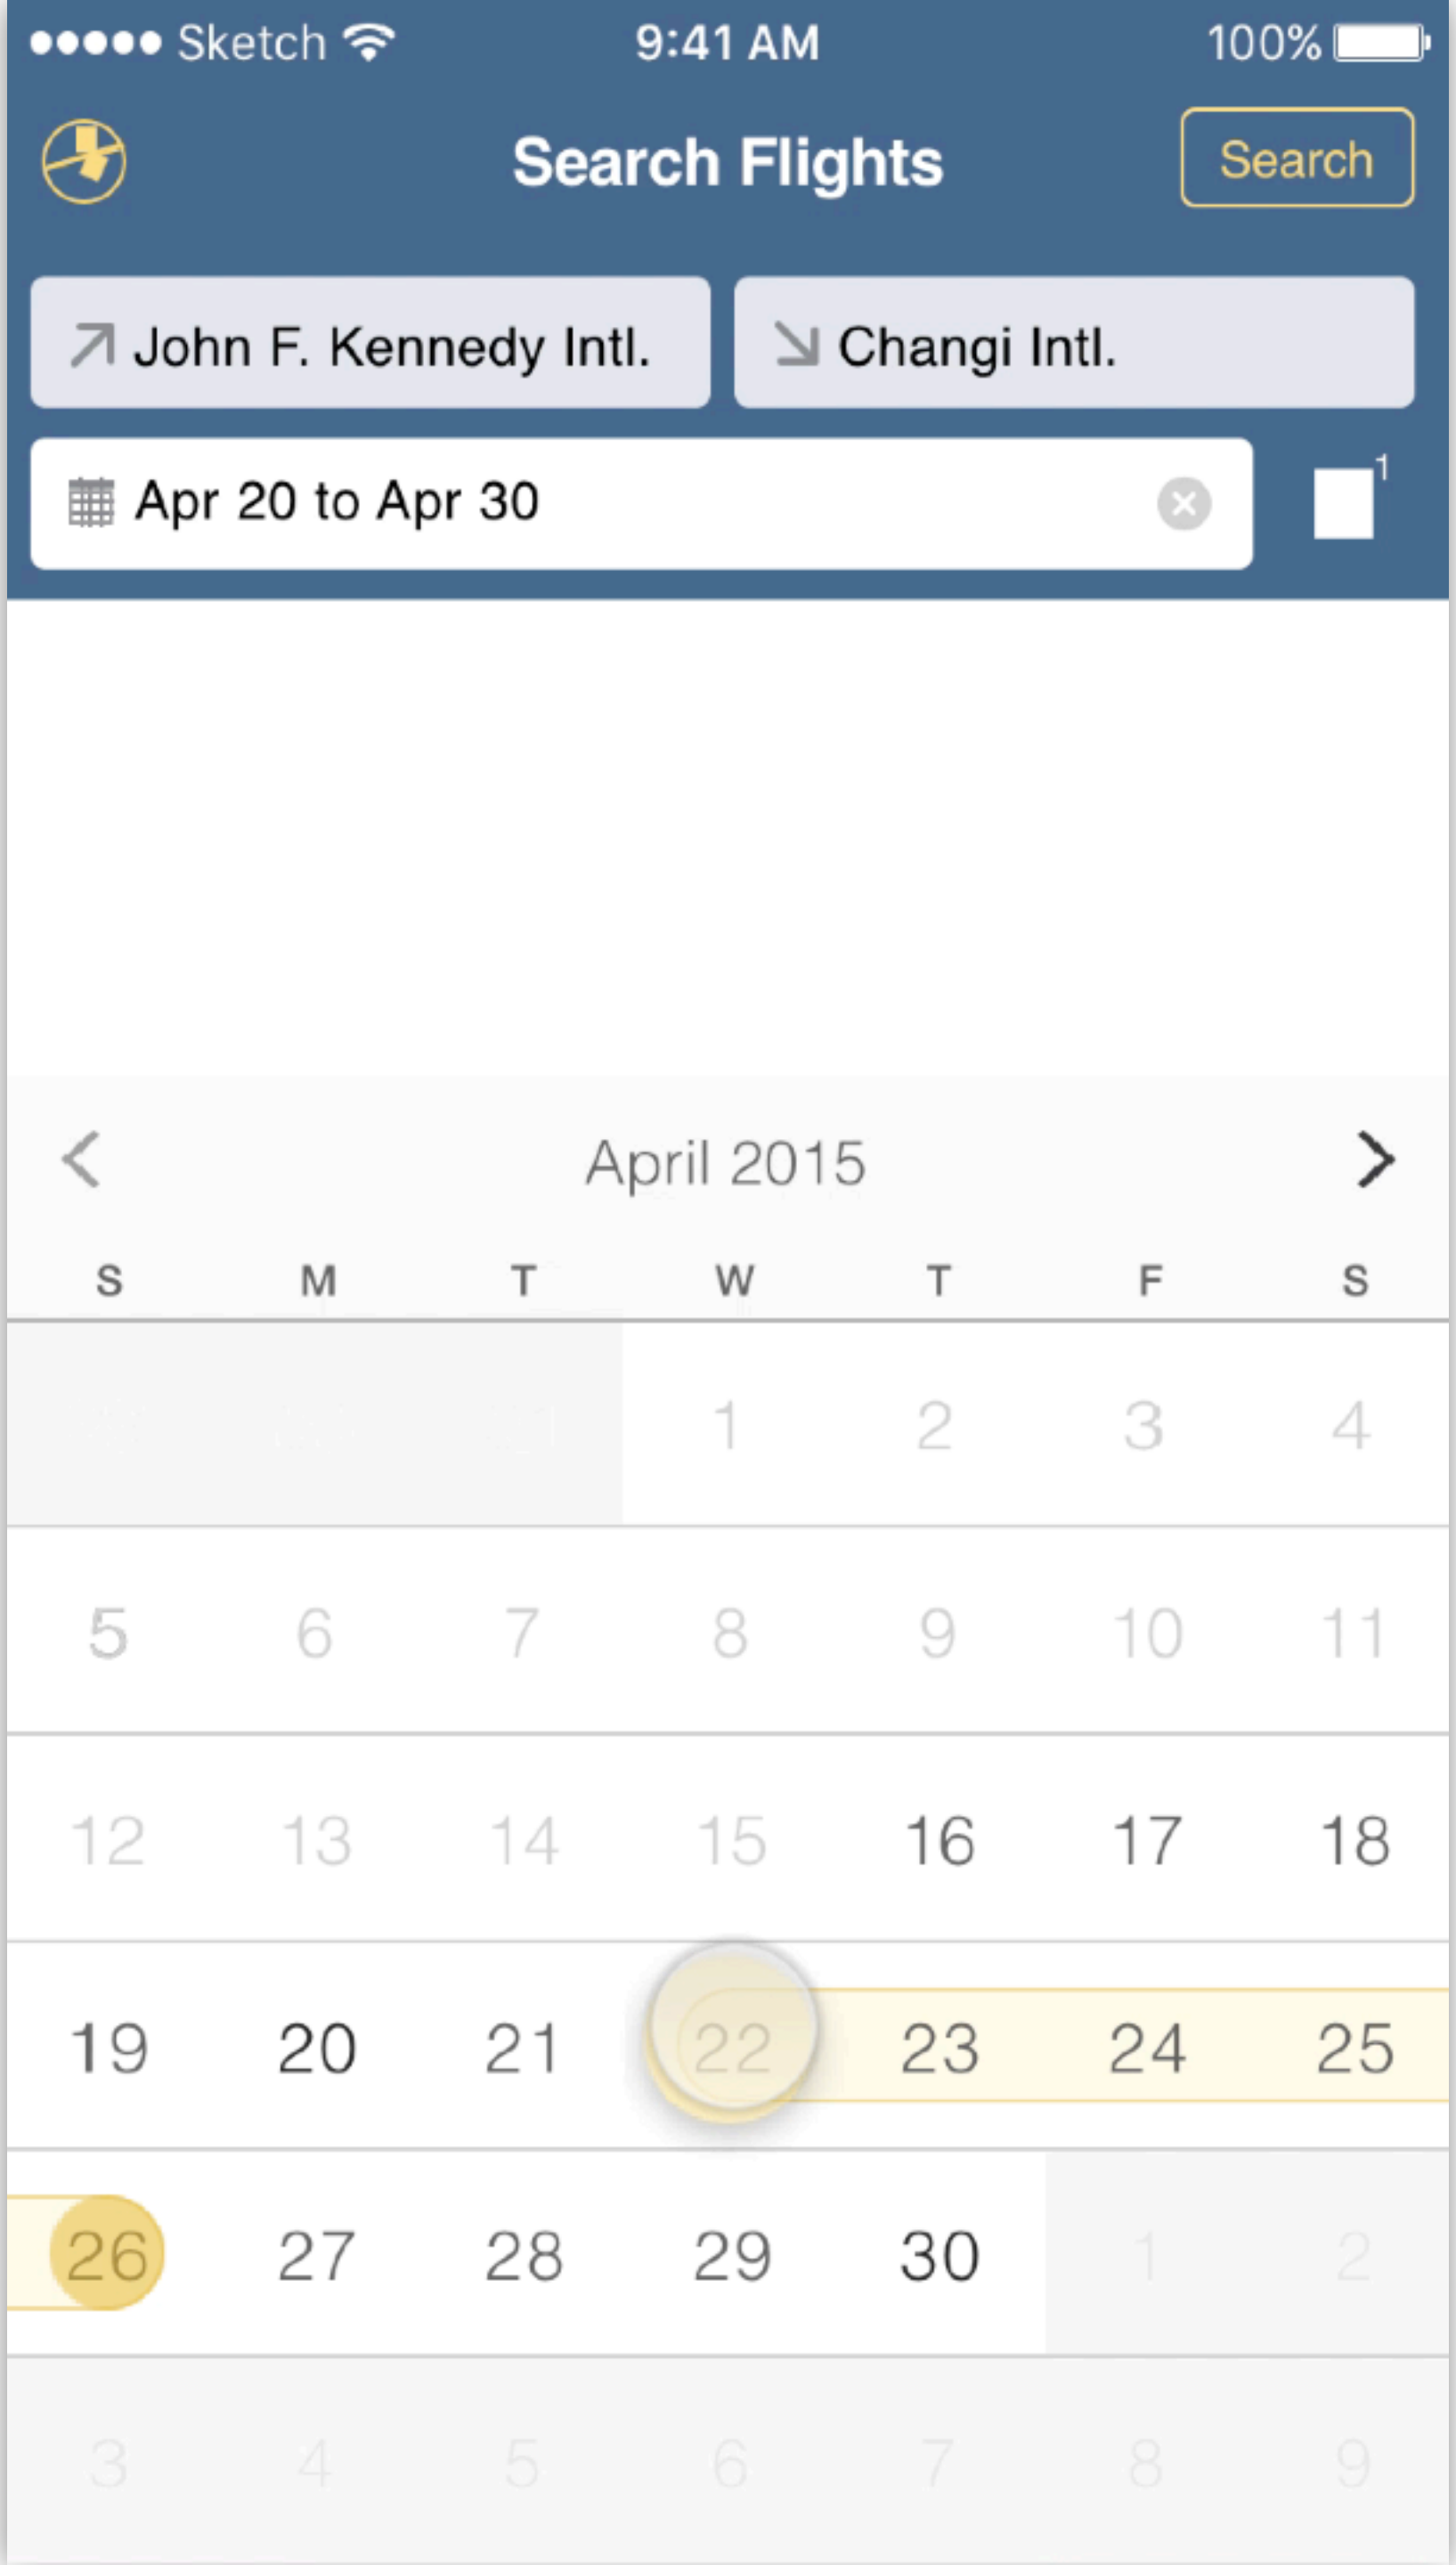 Sketch 9:41 AM 100%
Search Flights Search
John F. Kennedy Intl. Changi Intl.
Apr 20 to Apr 30 1
April 2015
S M T W T F S
1 2 3 4
5 6 7 8 9 10 11
12 13 14 15 16 17 18
19 20 21 22 23 24 25
26 27 28 29 30 1 2
3 4 5 6 7 8 9